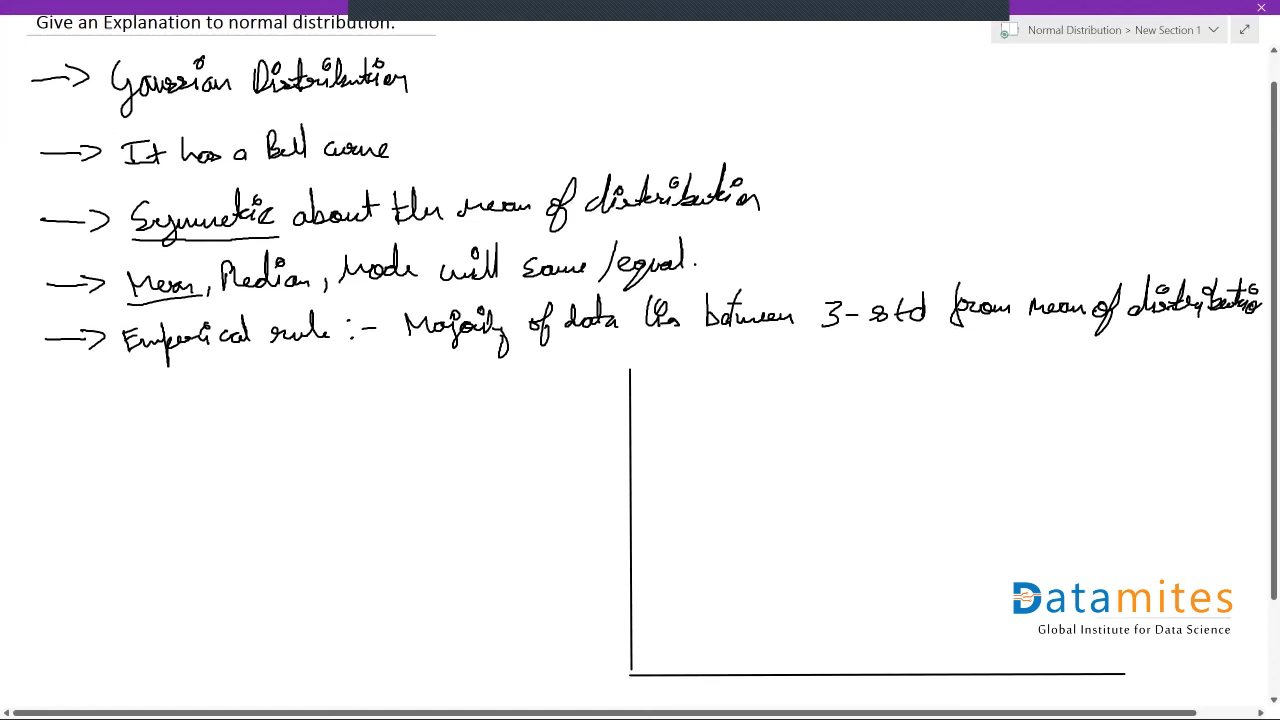 Give an Explanation to normal distribution.
Normal Distribution > New Section 1
→ Gaussian Distribution
→ It has a Bell curve
→ Symmetric about the mean of distribution
→ Mean, Median, Mode will same/equal.
→ Emperical rule :- Majority of data lies between 3-std from mean of distribution
Datamites
Global Institute for Data Science